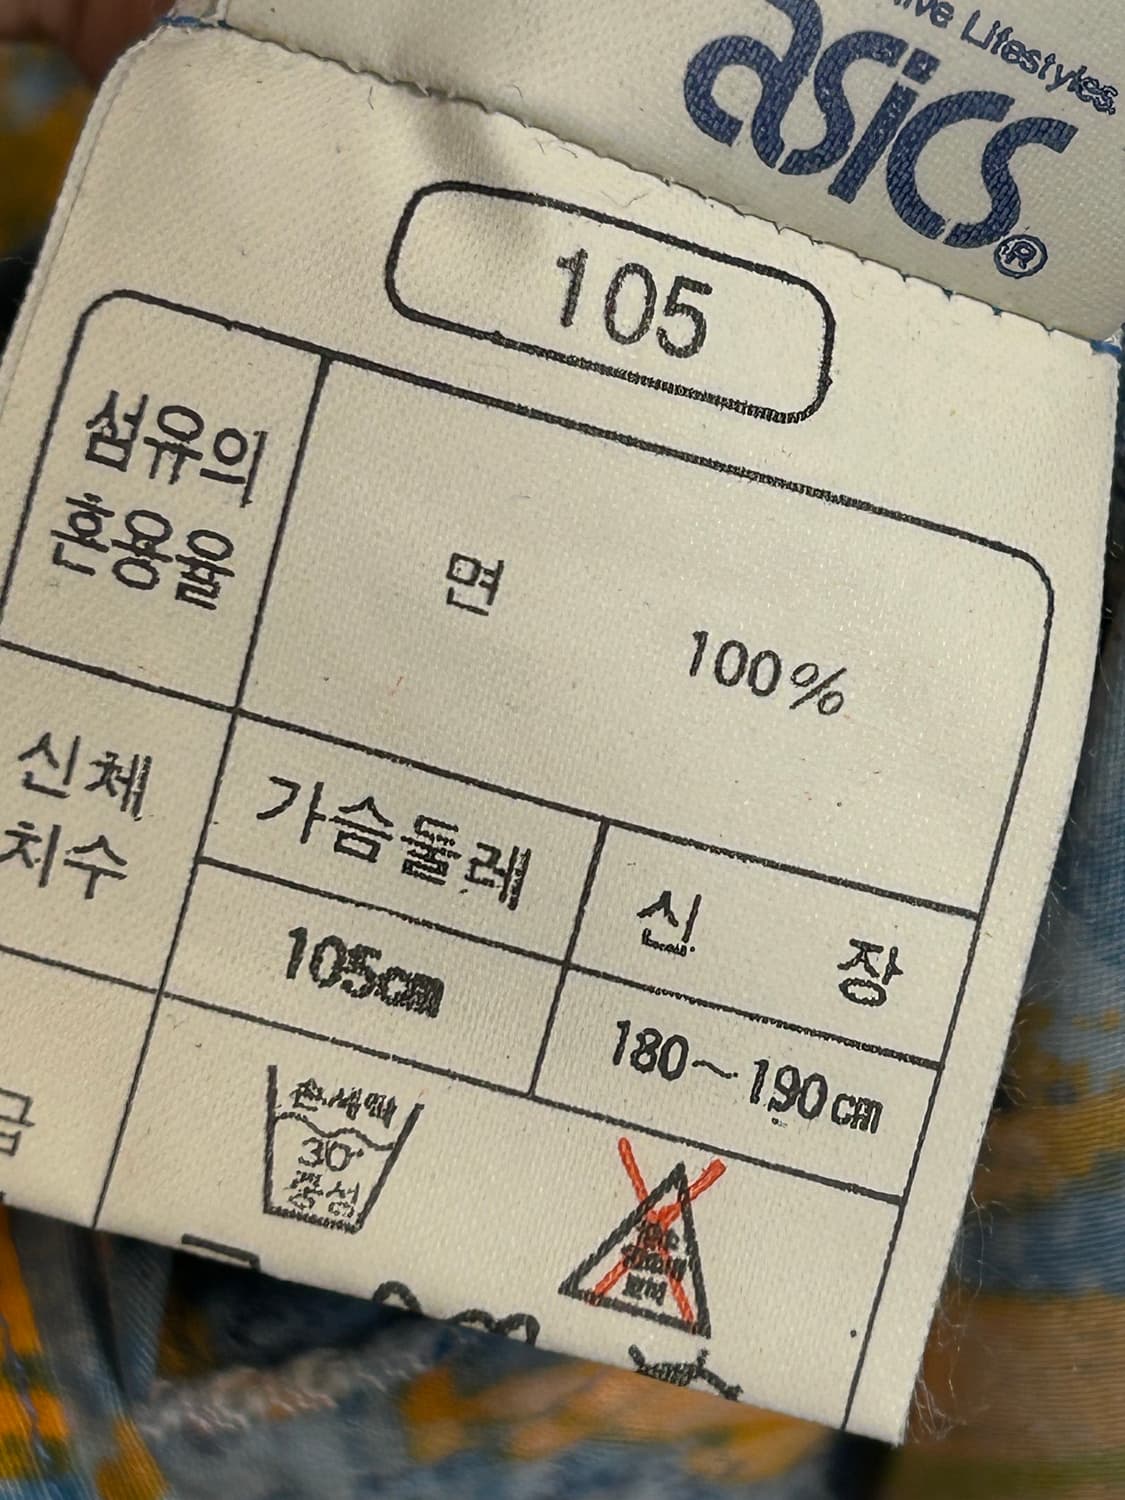 Lifestyles.
asics®
105
섬유의
혼용율
면
100%
신체
치수
가슴둘레
신 장
105cm
180~190cm
손세탁
30°
중성
급